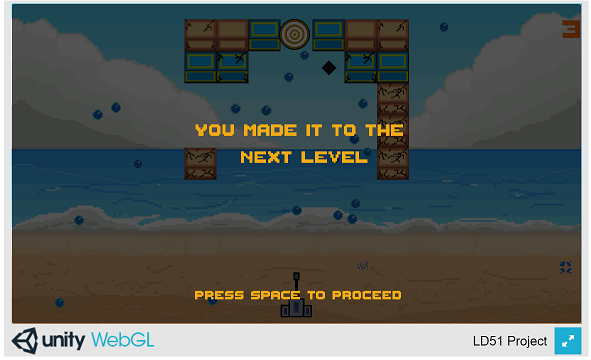 3
YOU MADE IT TO THE
NEXT LEVEL
PRESS SPACE TO PROCEED
unity WebGL
LD51 Project